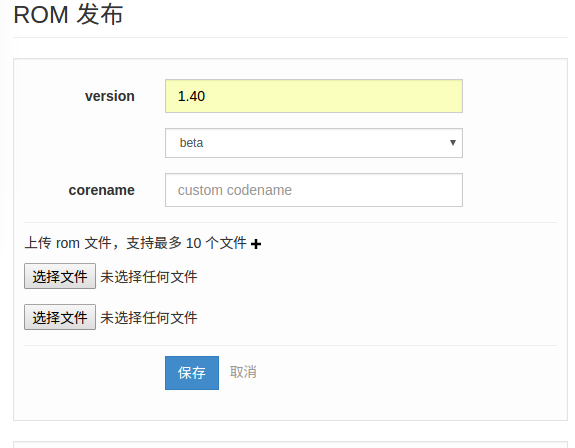 ROM 发布
version 1.40
beta
corename custom codename
上传 rom 文件，支持最多 10 个文件
选择文件 未选择任何文件
选择文件 未选择任何文件
保存 取消